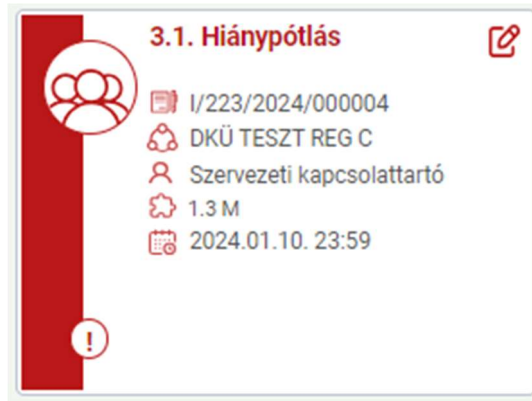 3.1. Hiánypótlás
I/223/2024/000004
DKÜ TESZT REG C
Szervezeti kapcsolattartó
1.3 M
2024.01.10. 23:59
!